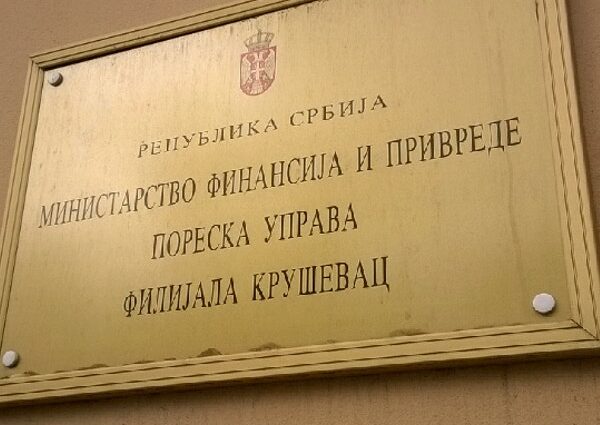 РЕПУБЛИКА СРБИЈА
МИНИСТАРСТВО ФИНАНСИЈА И ПРИВРЕДЕ
ПОРЕСКА УПРАВА
ФИЛИЈАЛА КРУШЕВАЦ